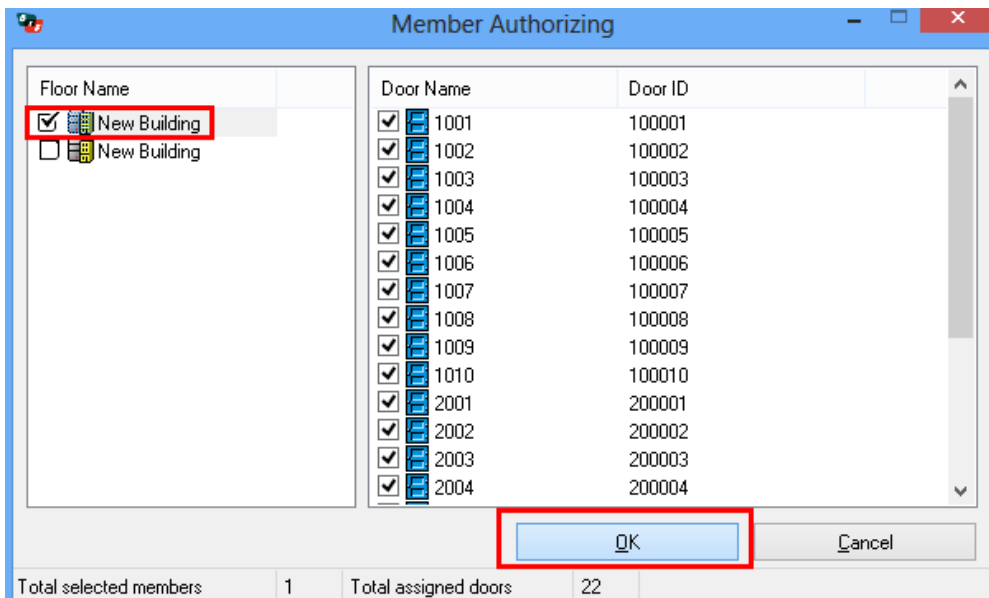 Member Authorizing
Floor Name
New Building
New Building
Door Name Door ID
1001 100001
1002 100002
1003 100003
1004 100004
1005 100005
1006 100006
1007 100007
1008 100008
1009 100009
1010 100010
2001 200001
2002 200002
2003 200003
2004 200004
OK Cancel
Total selected members 1 Total assigned doors 22